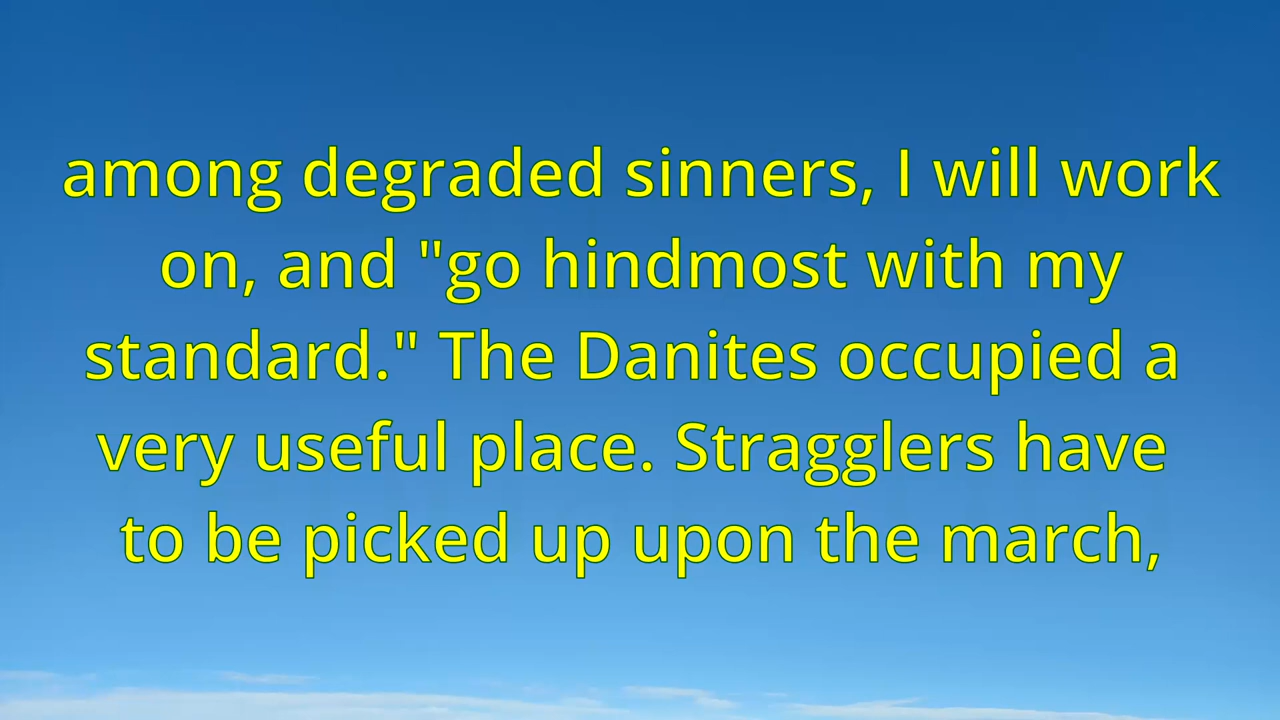 among degraded sinners, I will work
on, and "go hindmost with my
standard." The Danites occupied a
very useful place. Stragglers have
to be picked up upon the march,